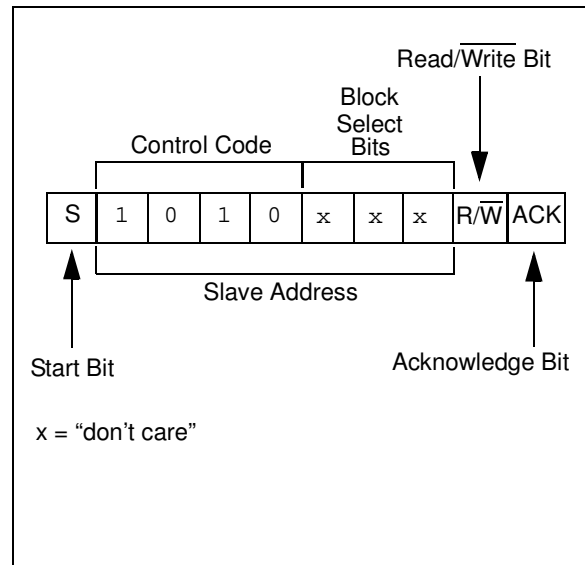 Read/Write Bit
Block
Select
Bits
Control Code
S 1 0 1 0 x x x R/W ACK
Slave Address
Start Bit
Acknowledge Bit
x = “don’t care”